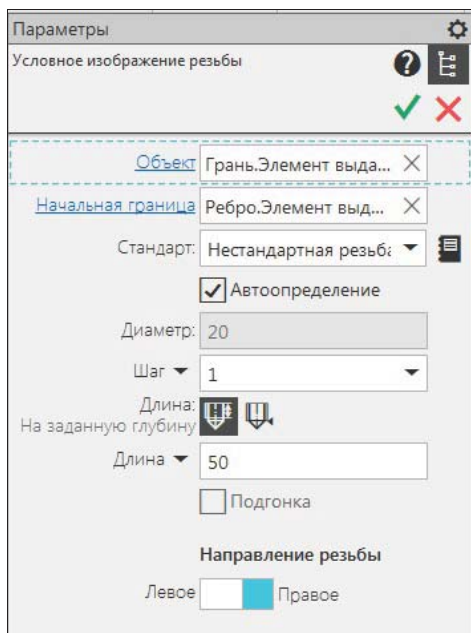 Параметры
Условное изображение резьбы
Объект Грань.Элемент выда...
Начальная граница Ребро.Элемент выд...
Стандарт: Нестандартная резьба
Автоопределение
Диаметр: 20
Шаг 1
Длина:
На заданную глубину
Длина 50
Подгонка
Направление резьбы
Левое Правое